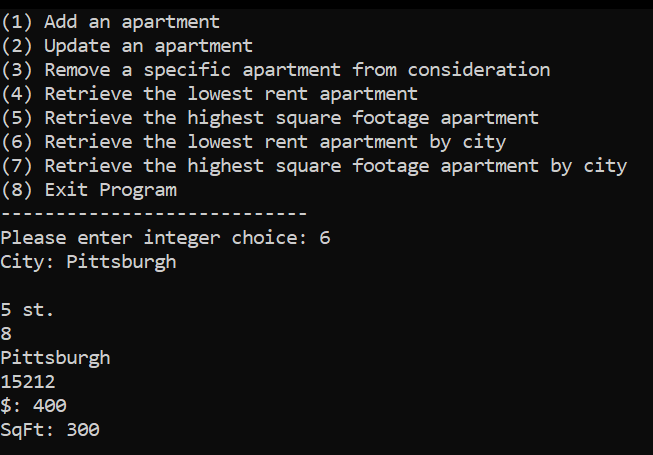 (1) Add an apartment
(2) Update an apartment
(3) Remove a specific apartment from consideration
(4) Retrieve the lowest rent apartment
(5) Retrieve the highest square footage apartment
(6) Retrieve the lowest rent apartment by city
(7) Retrieve the highest square footage apartment by city
(8) Exit Program
----------------------------
Please enter integer choice: 6
City: Pittsburgh
5 st.
8
Pittsburgh
15212
$: 400
SqFt: 300